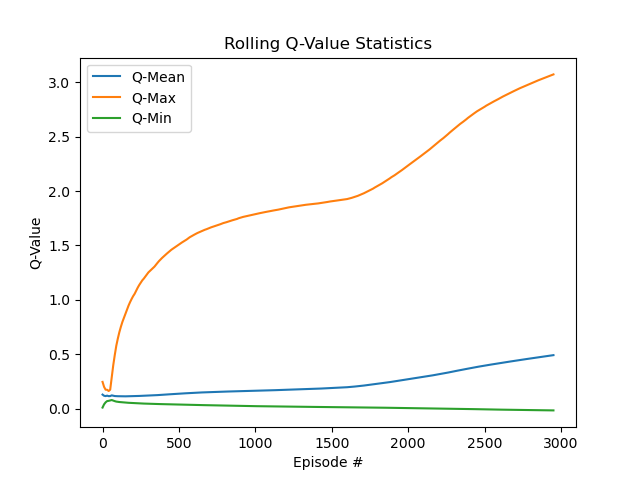 Rolling Q-Value Statistics
Q-Mean
Q-Max
Q-Min
Q-Value
3.0
2.5
2.0
1.5
1.0
0.5
0.0
0 500 1000 1500 2000 2500 3000
Episode #